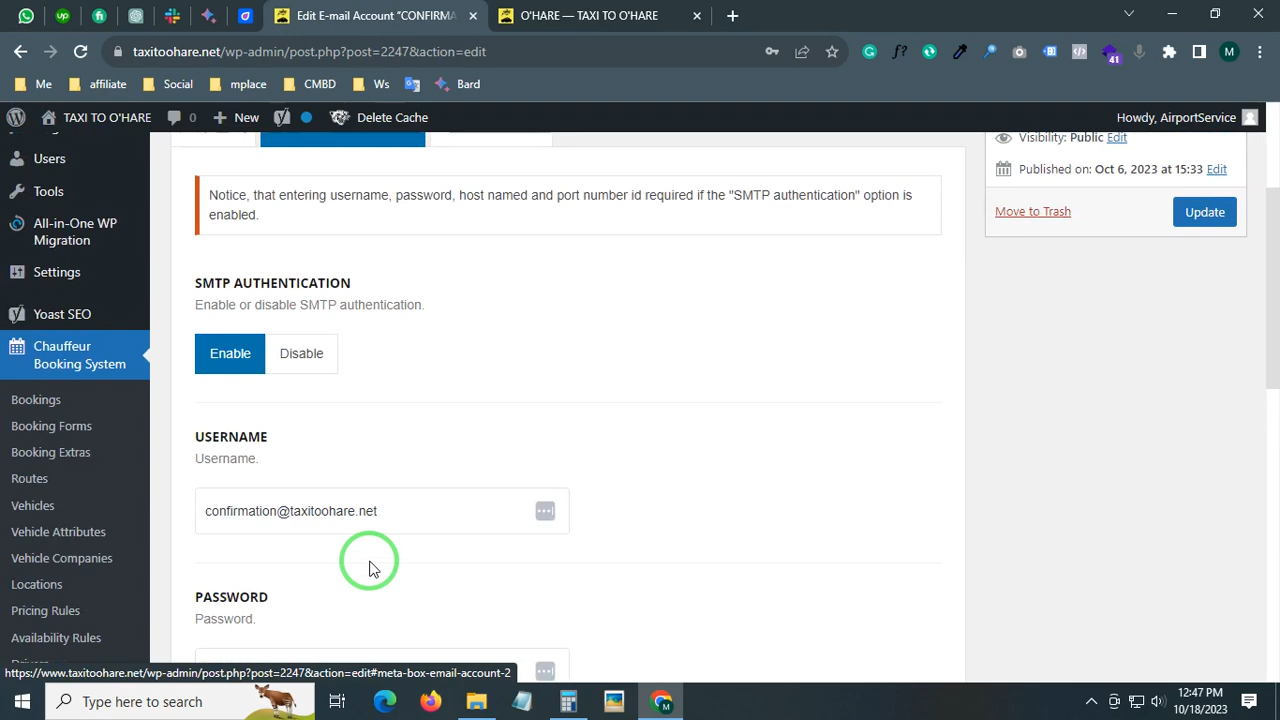 Edit E-mail Account “CONFIRMA
O'HARE — TAXI TO O'HARE
taxitoohare.net/wp-admin/post.php?post=2247&action=edit
41
M
Me
affiliate
Social
mplace
CMBD
Ws
Bard
TAXI TO O'HARE
0
New
Delete Cache
Howdy, AirportService
Users
Tools
All-in-One WP
Migration
Settings
Yoast SEO
Chauffeur
Booking System
Bookings
Booking Forms
Booking Extras
Routes
Vehicles
Vehicle Attributes
Vehicle Companies
Locations
Pricing Rules
Availability Rules
Notice, that entering username, password, host named and port number id required if the "SMTP authentication" option is
enabled.
SMTP AUTHENTICATION
Enable or disable SMTP authentication.
Enable Disable
USERNAME
Username.
confirmation@taxitoohare.net
PASSWORD
Password.
Visibility: Public Edit
Published on: Oct 6, 2023 at 15:33 Edit
Move to Trash
Update
https://www.taxitoohare.net/wp-admin/post.php?post=2247&action=edit#meta-box-email-account-2
Type here to search
12:47 PM
10/18/2023